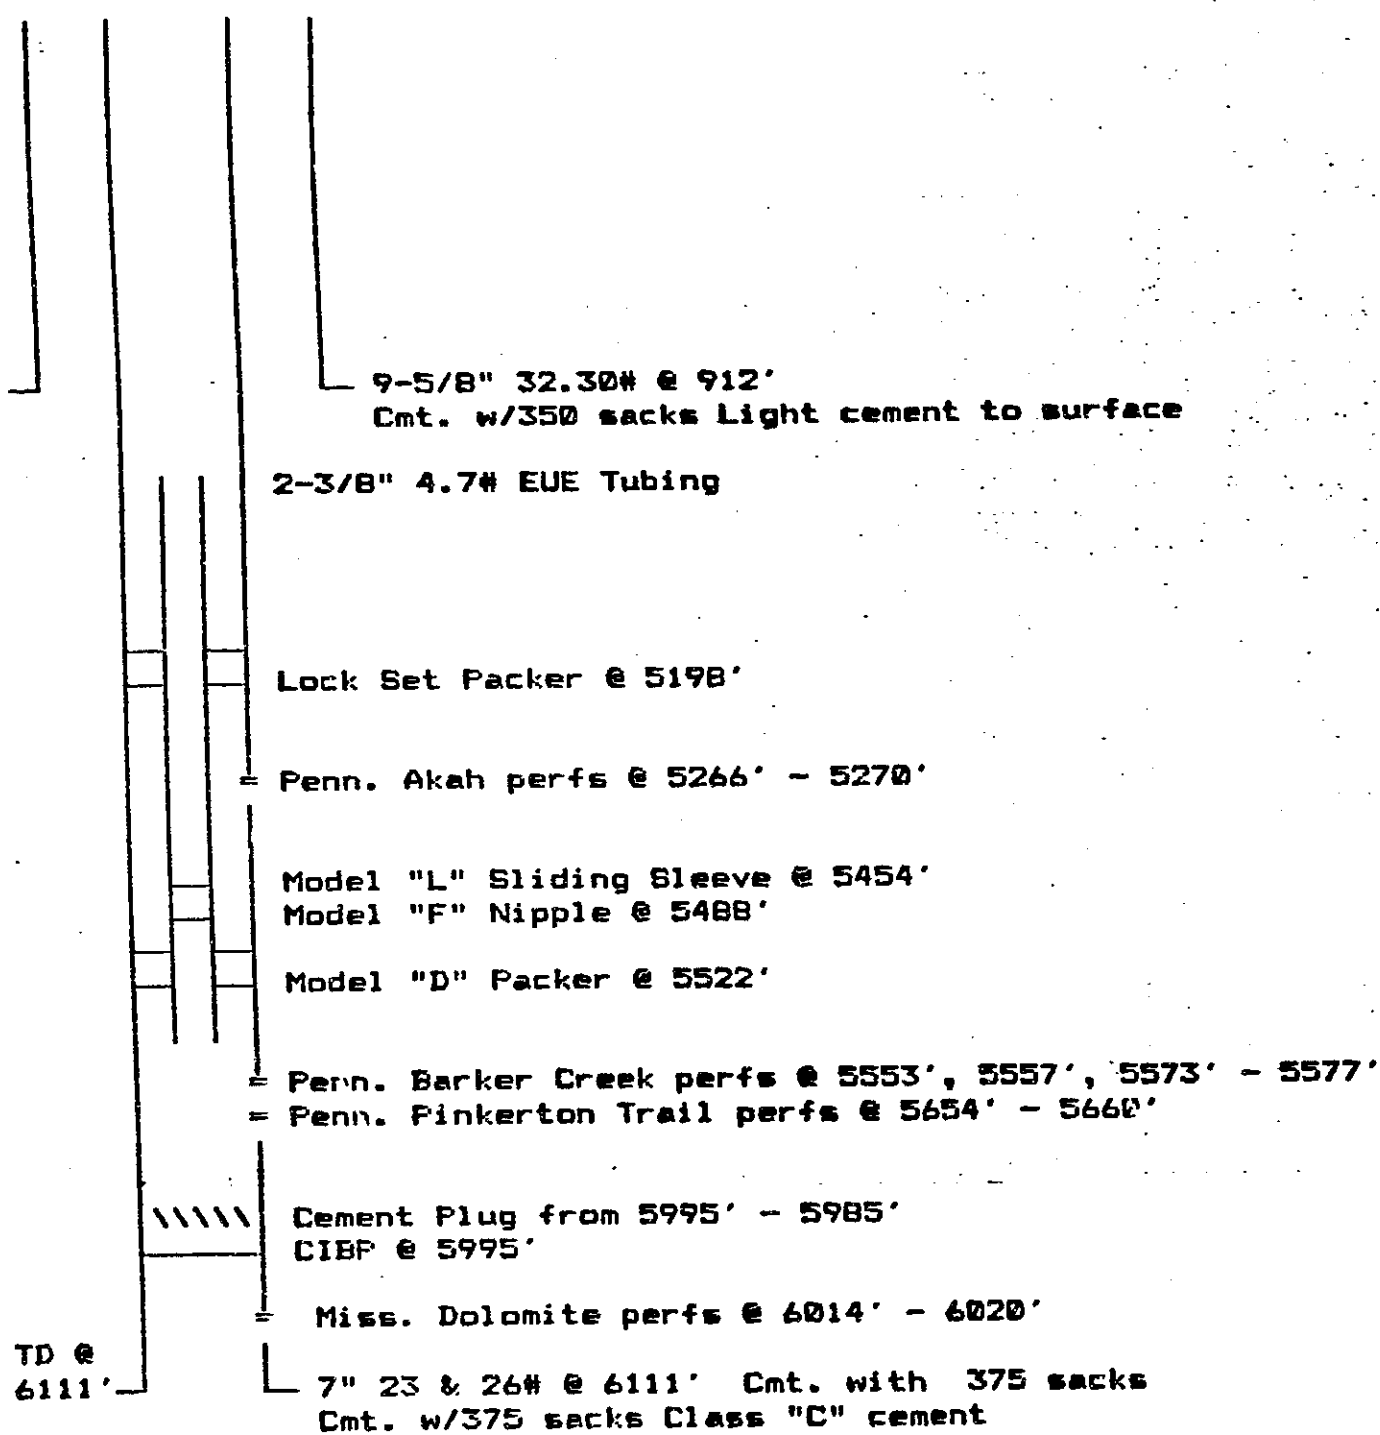 9-5/8" 32.30# @ 912'
Cmt. w/350 sacks Light cement to surface
2-3/8" 4.7# EUE Tubing
Lock Set Packer @ 5198'
= Penn. Akah perfs @ 5266' - 5270'
Model "L" Sliding Sleeve @ 5454'
Model "F" Nipple @ 5488'
Model "D" Packer @ 5522'
= Penn. Barker Creek perfs @ 5553', 5557', 5573' - 5577'
= Penn. Pinkerton Trail perfs @ 5654' - 5660'
Cement Plug from 5995' - 5985'
CIBP @ 5995'
= Miss. Dolomite perfs @ 6014' - 6020'
TD @
6111'
7" 23 & 26# @ 6111' Cmt. with 375 sacks
Cmt. w/375 sacks Class "C" cement